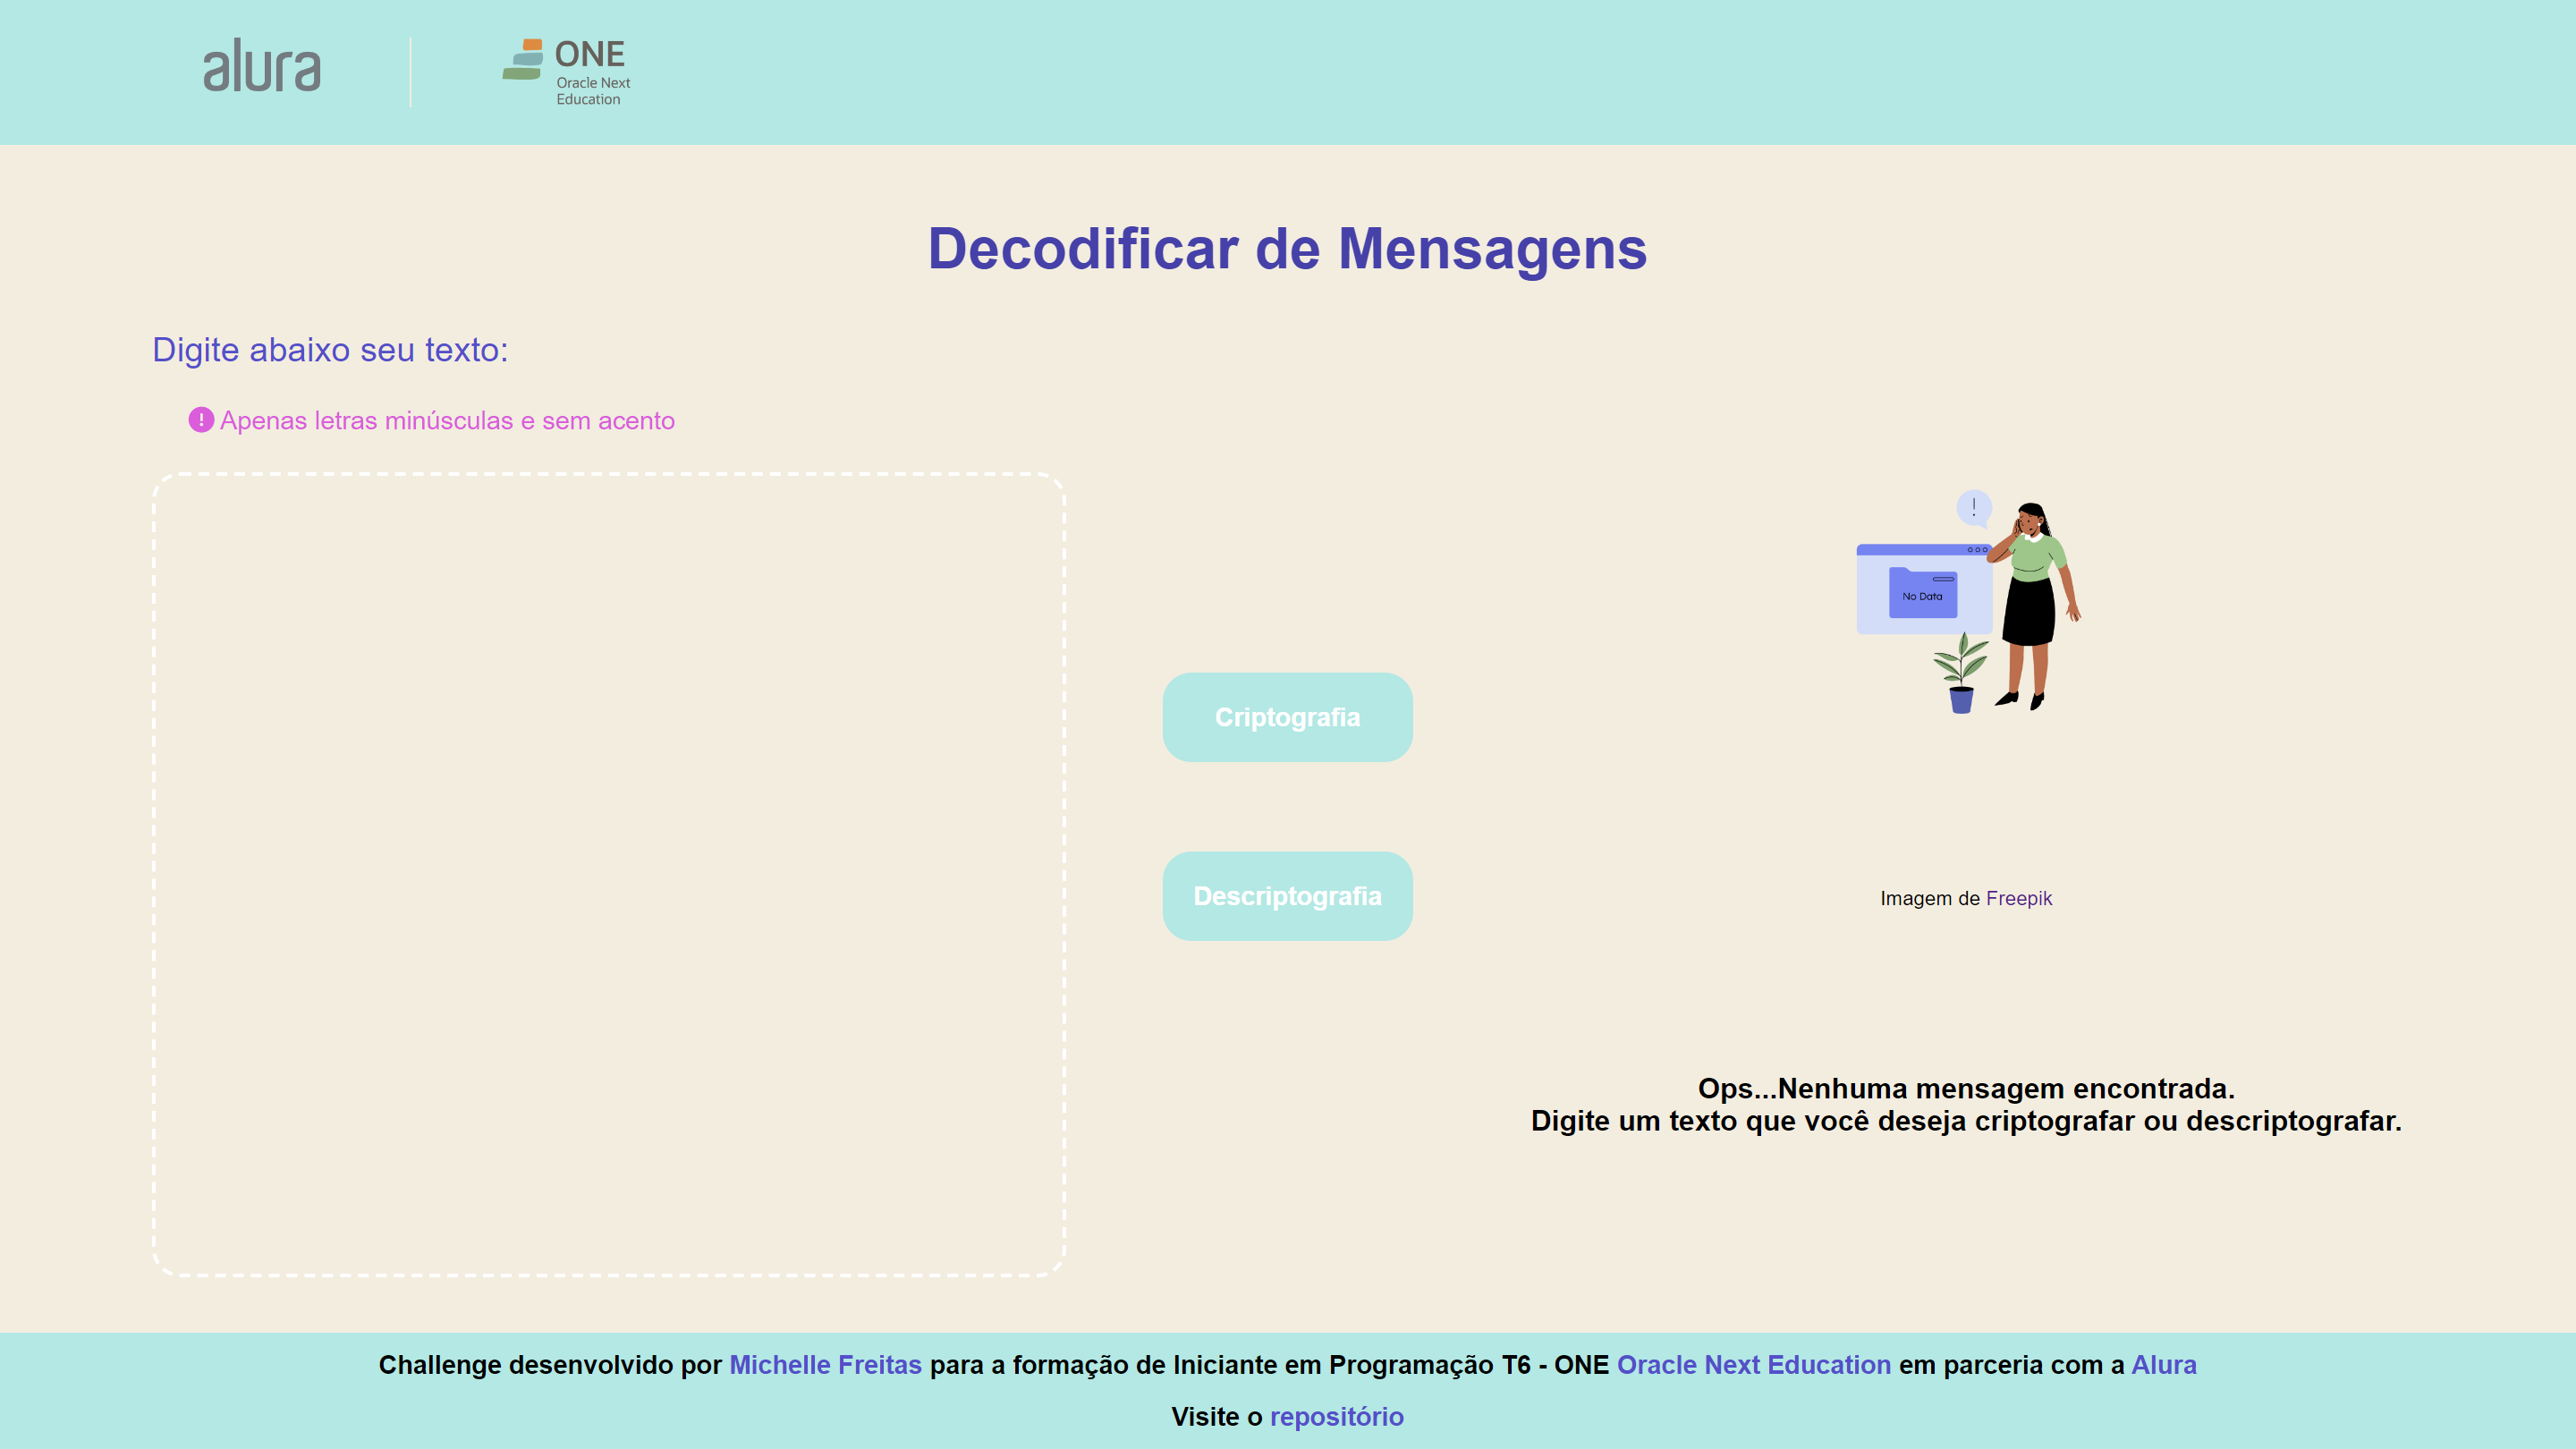 alura
ONE
Oracle Next
Education
Decodificar de Mensagens
Digite abaixo seu texto:
Apenas letras minúsculas e sem acento
!
No Data
Criptografia
Descriptografia
Imagem de Freepik
Ops...Nenhuma mensagem encontrada.
Digite um texto que você deseja criptografar ou descriptografar.
Challenge desenvolvido por Michelle Freitas para a formação de Iniciante em Programação T6 - ONE Oracle Next Education em parceria com a Alura
Visite o repositório